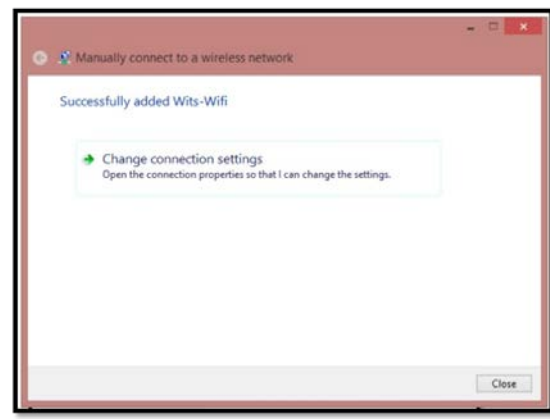 Manually connect to a wireless network
Successfully added Wits-Wifi
Change connection settings
Open the connection properties so that I can change the settings.
Close